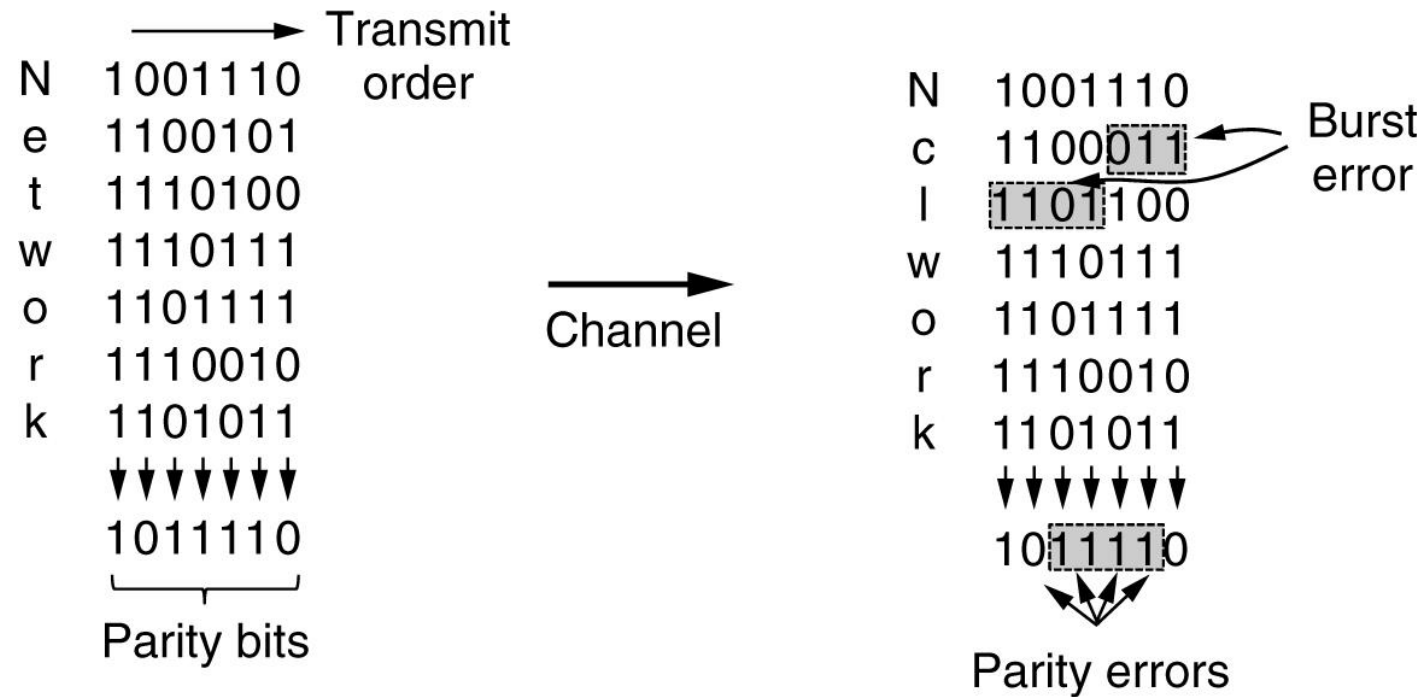 Transmit
order
N 1001110
e 1100101
t 1110100
w 1110111
o 1101111
r 1110010
k 1101011
1011110
Parity bits
Channel
N 1001110
c 1100011
l 1101100
w 1110111
o 1101111
r 1110010
k 1101011
1011110
Burst
error
Parity errors